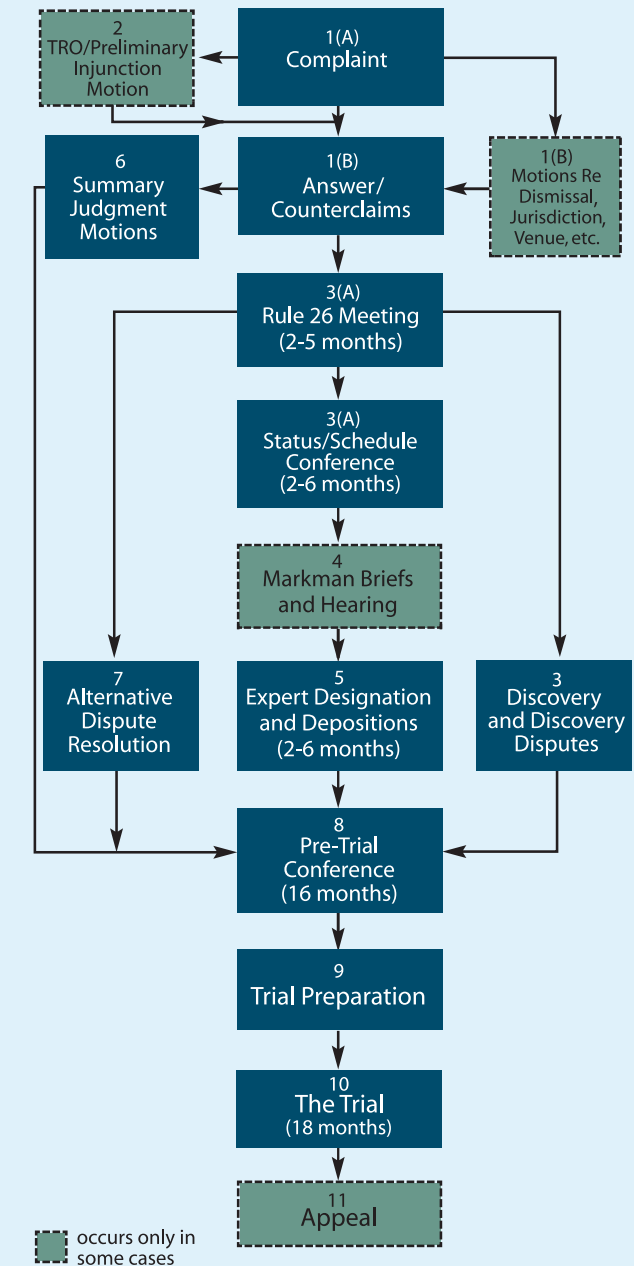 2
TRO/Preliminary
Injunction
Motion
1(A)
Complaint
6
Summary
Judgment
Motions
1(B)
Answer/
Counterclaims
1(B)
Motions Re
Dismissal,
Jurisdiction,
Venue, etc.
3(A)
Rule 26 Meeting
(2-5 months)
3(A)
Status/Schedule
Conference
(2-6 months)
4
Markman Briefs
and Hearing
7
Alternative
Dispute
Resolution
5
Expert Designation
and Depositions
(2-6 months)
3
Discovery
and Discovery
Disputes
8
Pre-Trial
Conference
(16 months)
9
Trial Preparation
10
The Trial
(18 months)
11
Appeal
occurs only in
some cases